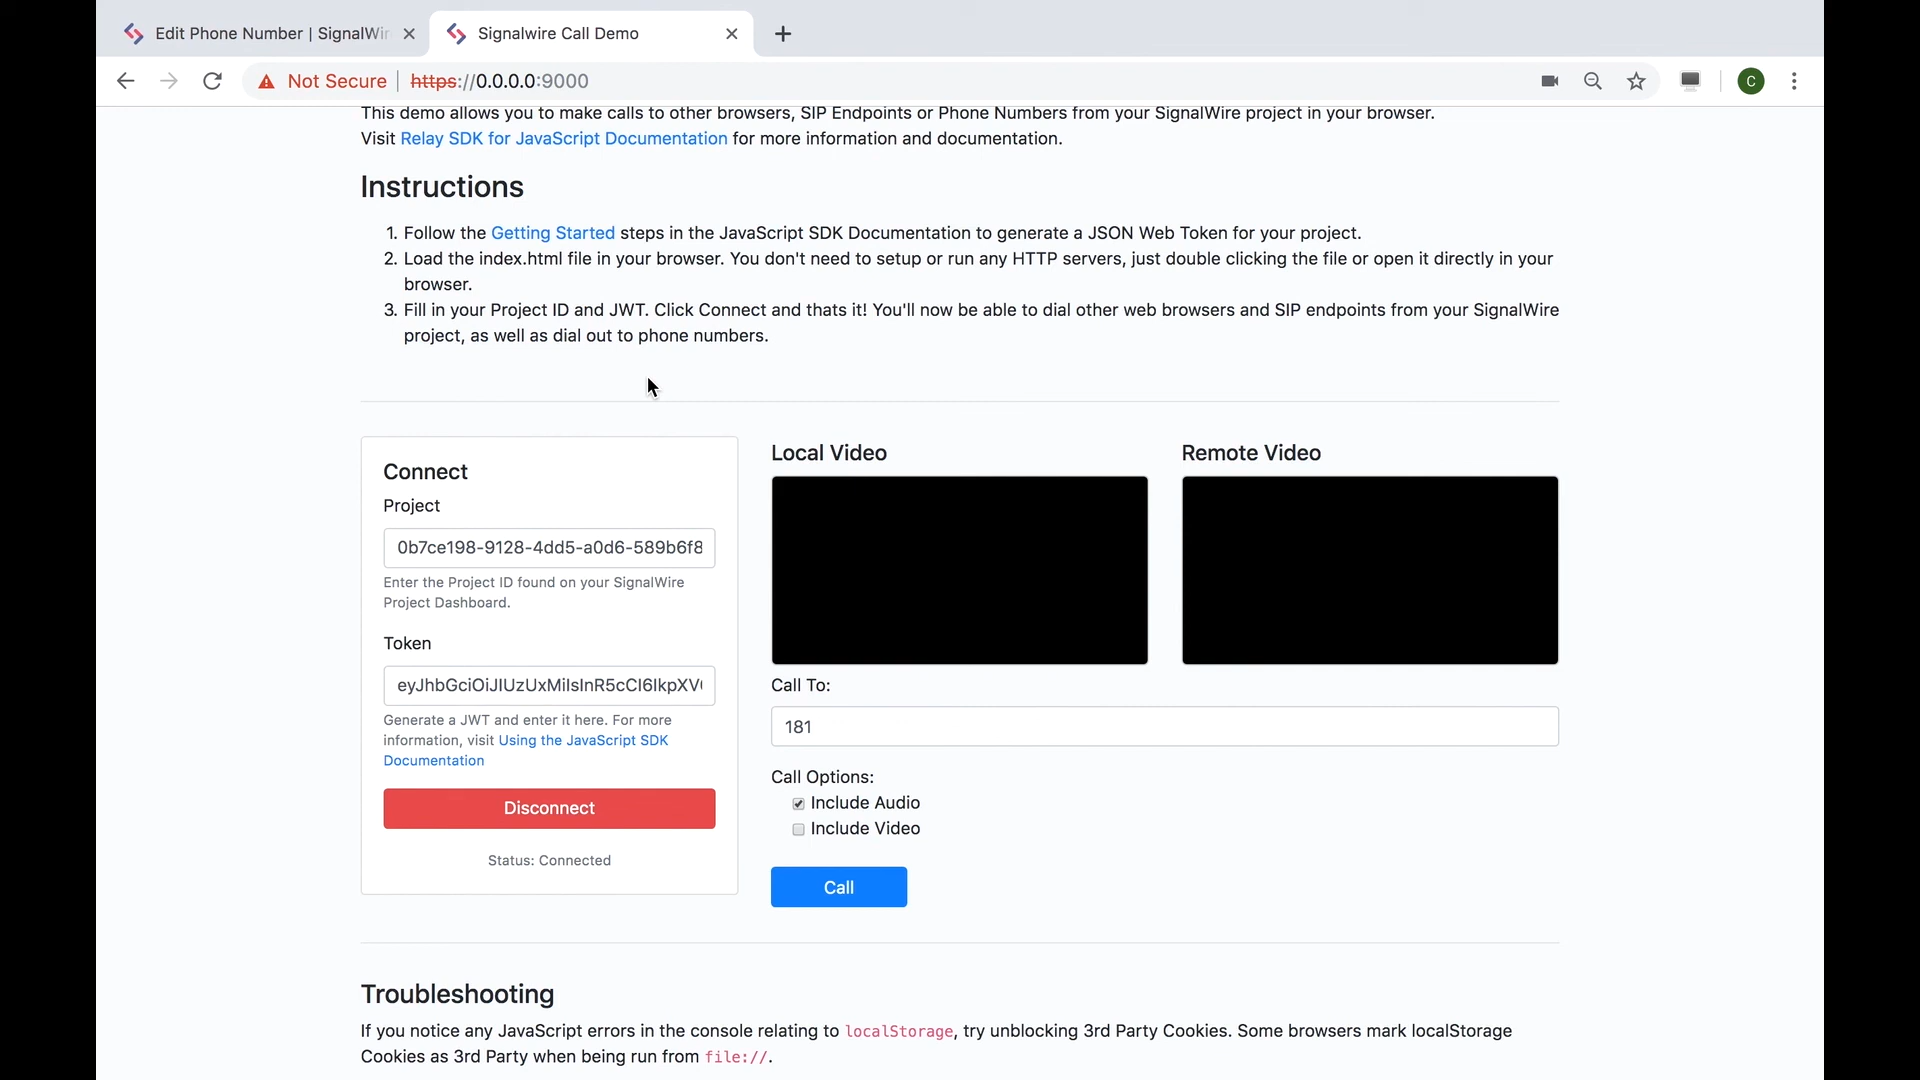 Edit Phone Number | SignalWir
Signalwire Call Demo
Not Secure
https://0.0.0.0:9000
C
This demo allows you to make calls to other browsers, SIP Endpoints or Phone Numbers from your SignalWire project in your browser.
Visit Relay SDK for JavaScript Documentation for more information and documentation.
Instructions
1. Follow the Getting Started steps in the JavaScript SDK Documentation to generate a JSON Web Token for your project.
2. Load the index.html file in your browser. You don't need to setup or run any HTTP servers, just double clicking the file or open it directly in your
browser.
3. Fill in your Project ID and JWT. Click Connect and thats it! You'll now be able to dial other web browsers and SIP endpoints from your SignalWire
project, as well as dial out to phone numbers.
Connect
Project
0b7ce198-9128-4dd5-a0d6-589b6f8
Enter the Project ID found on your SignalWire
Project Dashboard.
Token
eyJhbGciOiJIUzUxMiIsInR5cCI6IkpXV
Generate a JWT and enter it here. For more
information, visit Using the JavaScript SDK
Documentation
Disconnect
Status: Connected
Local Video
Remote Video
Call To:
181
Call Options:
Include Audio
Include Video
Call
Troubleshooting
If you notice any JavaScript errors in the console relating to localStorage, try unblocking 3rd Party Cookies. Some browsers mark localStorage
Cookies as 3rd Party when being run from file://.